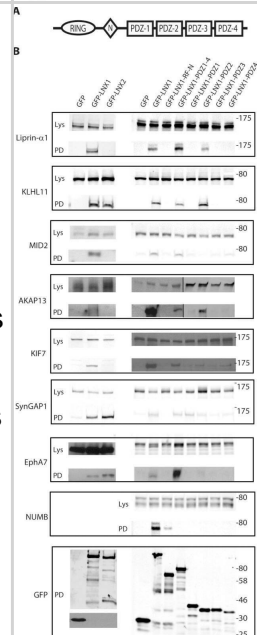 A
RING N PDZ-1 PDZ-2 PDZ-3 PDZ-4
B
GFP GFP-LNX1 GFP-LNX2 GFP GFP-LNX1 GFP-LNX1-RF-N GFP-LNX1-PDZ1-4 GFP-LNX1-PDZ1 GFP-LNX1-PDZ2 GFP-LNX1-PDZ3 GFP-LNX1-PDZ4
Liprin-α1 Lys -175
PD -175
KLHL11 Lys -80
PD -80
MID2 Lys -80
PD -80
AKAP13 Lys
PD
KIF7 Lys 175
PD 175
SynGAP1 Lys 175
PD 175
EphA7 Lys
PD
NUMB Lys -80
PD -80
GFP PD
-80
-58
-46
-30
-25